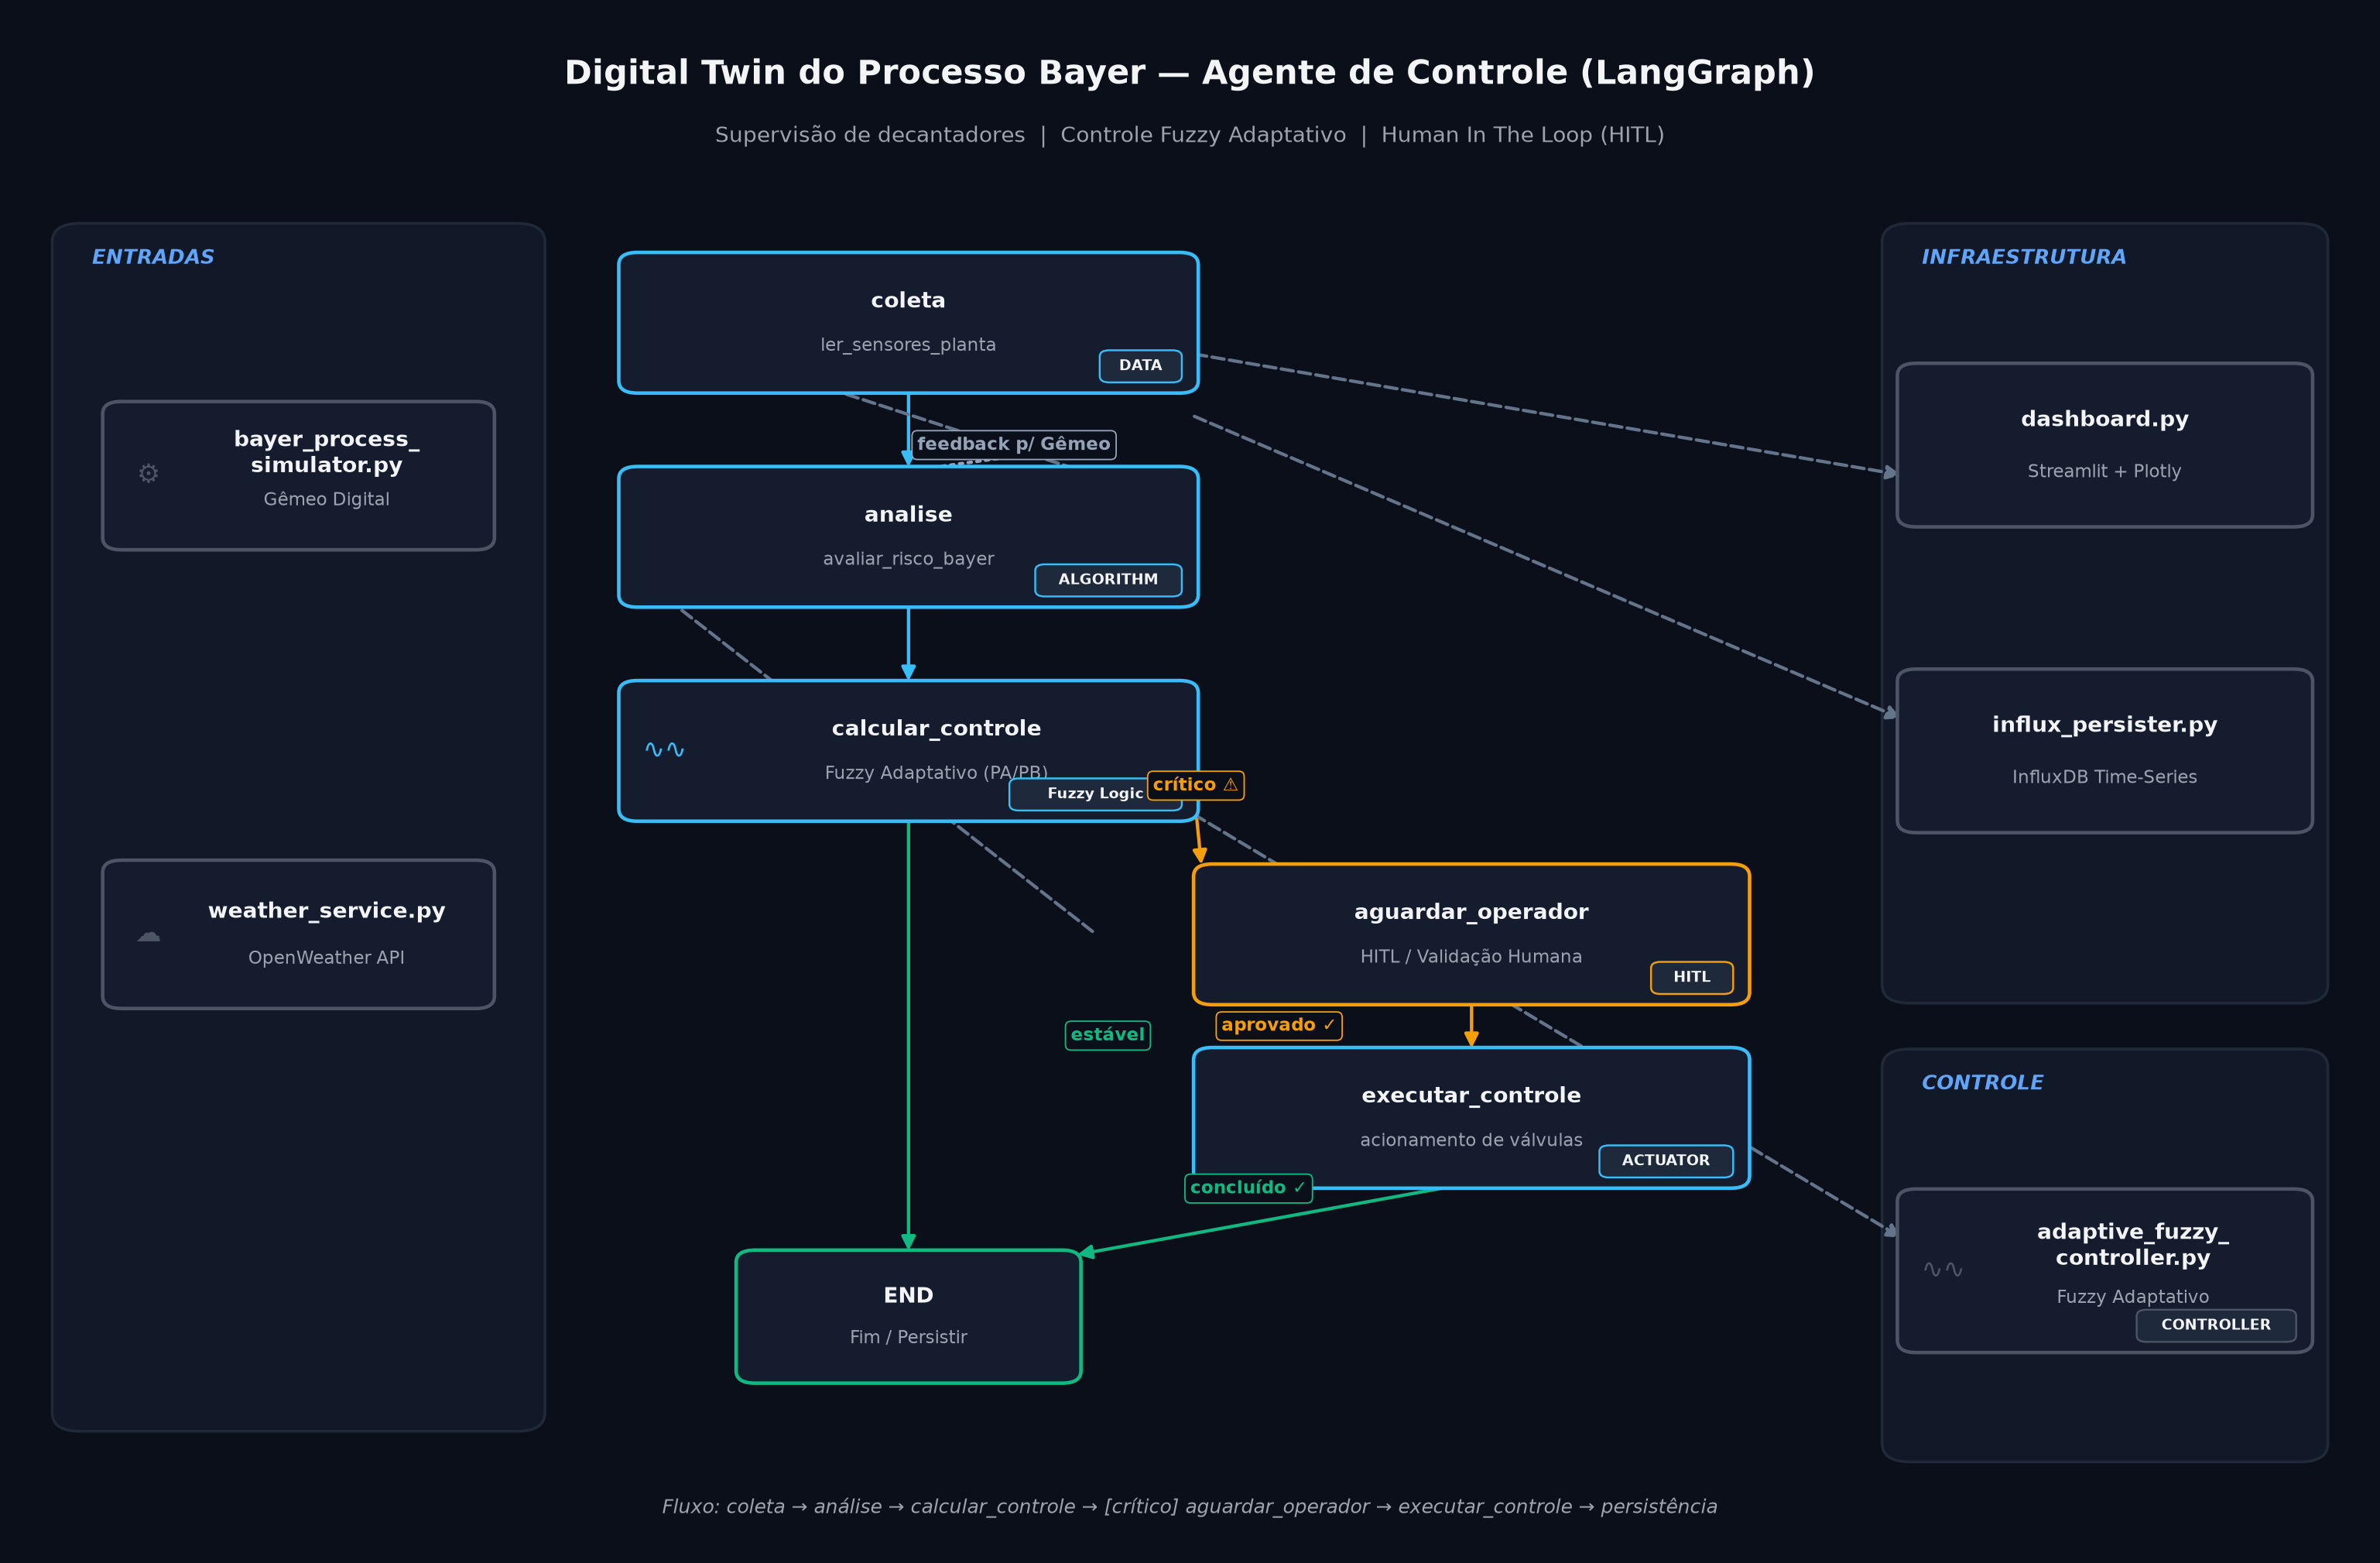 Digital Twin do Processo Bayer — Agente de Controle (LangGraph)
Supervisão de decantadores | Controle Fuzzy Adaptativo | Human In The Loop (HITL)
ENTRADAS
bayer_process_
simulator.py
Gêmeo Digital
weather_service.py
OpenWeather API
coleta
ler_sensores_planta
DATA
feedback p/ Gêmeo
analise
avaliar_risco_bayer
ALGORITHM
calcular_controle
Fuzzy Adaptativo (PA/PB)
Fuzzy Logic
crítico ⚠
aguardar_operador
HITL / Validação Humana
HITL
estável
aprovado ✓
executar_controle
acionamento de válvulas
ACTUATOR
concluído ✓
END
Fim / Persistir
INFRAESTRUTURA
dashboard.py
Streamlit + Plotly
influx_persister.py
InfluxDB Time-Series
CONTROLE
adaptive_fuzzy_
controller.py
Fuzzy Adaptativo
CONTROLLER
Fluxo: coleta → análise → calcular_controle → [crítico] aguardar_operador → executar_controle → persistência